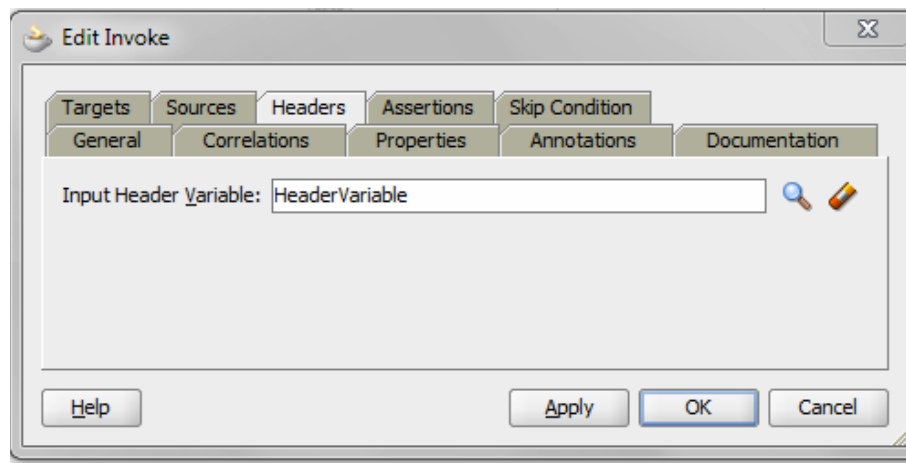 Edit Invoke
Targets Sources Headers Assertions Skip Condition
General Correlations Properties Annotations Documentation
Input Header Variable: HeaderVariable
Help Apply OK Cancel